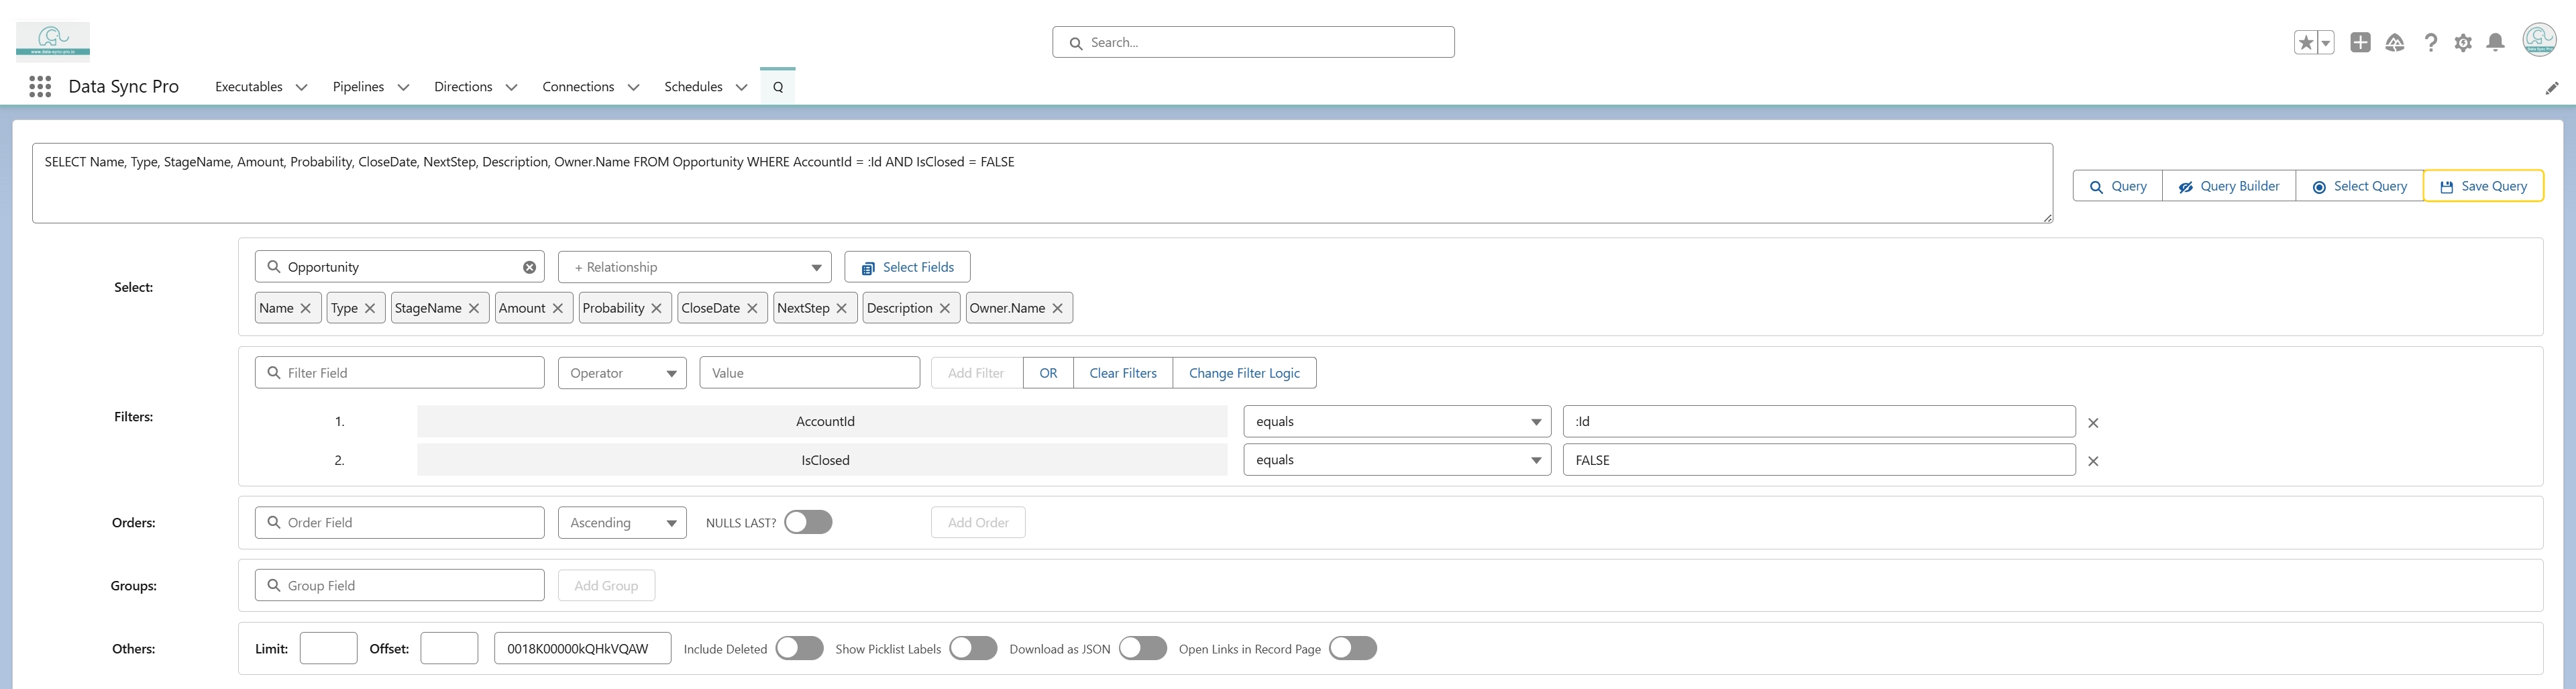 www.data-sync-pro.io
Search...
Data Sync Pro
Executables
Pipelines
Directions
Connections
Schedules
Q
SELECT Name, Type, StageName, Amount, Probability, CloseDate, NextStep, Description, Owner.Name FROM Opportunity WHERE AccountId = :Id AND IsClosed = FALSE
Query
Query Builder
Select Query
Save Query
Select:
Opportunity
+ Relationship
Select Fields
Name
Type
StageName
Amount
Probability
CloseDate
NextStep
Description
Owner.Name
Filters:
Filter Field
Operator
Value
Add Filter
OR
Clear Filters
Change Filter Logic
1. AccountId equals :Id
2. IsClosed equals FALSE
Orders:
Order Field
Ascending
NULLS LAST?
Add Order
Groups:
Group Field
Add Group
Others:
Limit:
Offset:
0018K00000kQHkVQAW
Include Deleted
Show Picklist Labels
Download as JSON
Open Links in Record Page